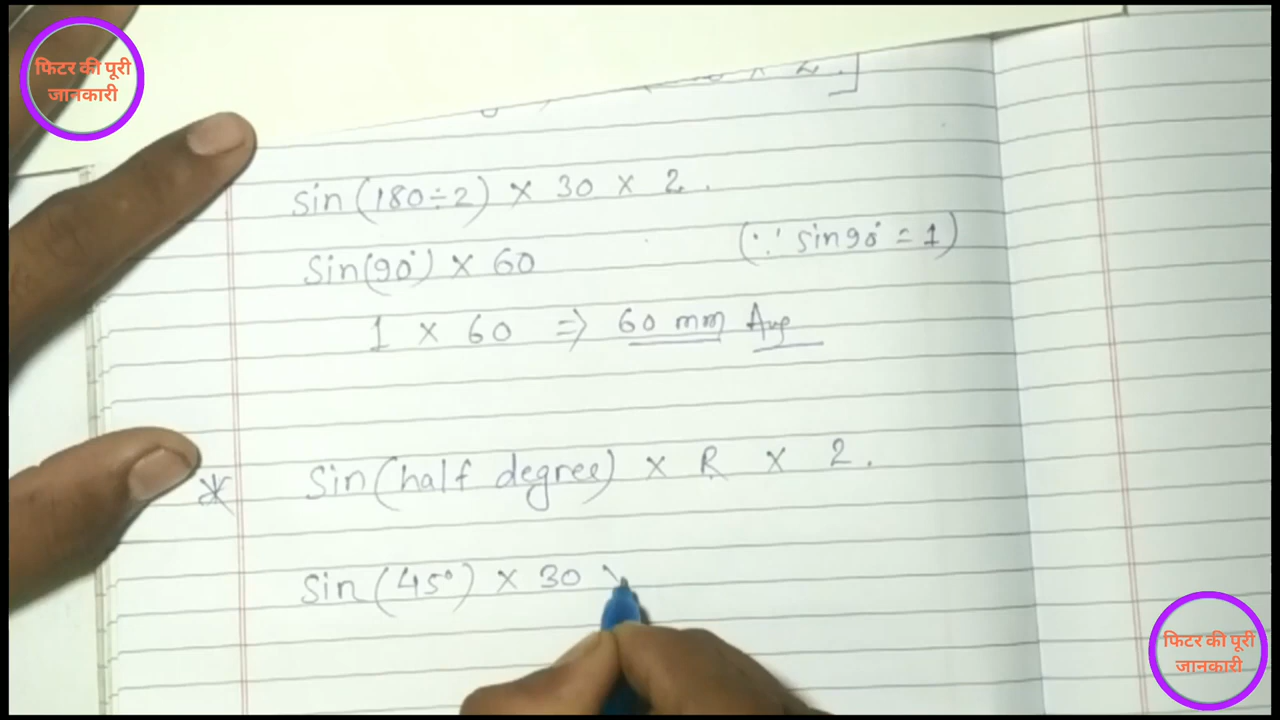 फिटर की पूरी
जानकारी
sin(180÷2) × 30 × 2.
Sin(90°) × 60 (∵ sin90° = 1)
1 × 60 => 60 mm
* Sin(half degree) × R × 2.
Sin(45°) × 30
फिटर की पूरी
जानकारी